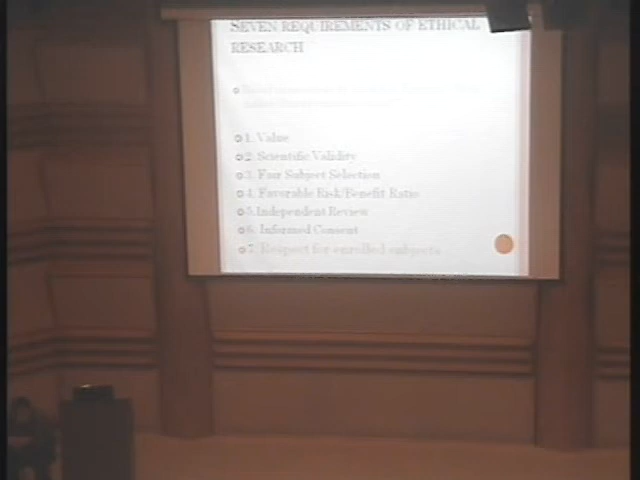 SEVEN REQUIREMENTS OF ETHICAL
RESEARCH
1. Value
2. Scientific Validity
3. Fair Subject Selection
4. Favorable Risk/Benefit Ratio
5.Independent Review
6. Informed Consent
7. Respect for enrolled subjects